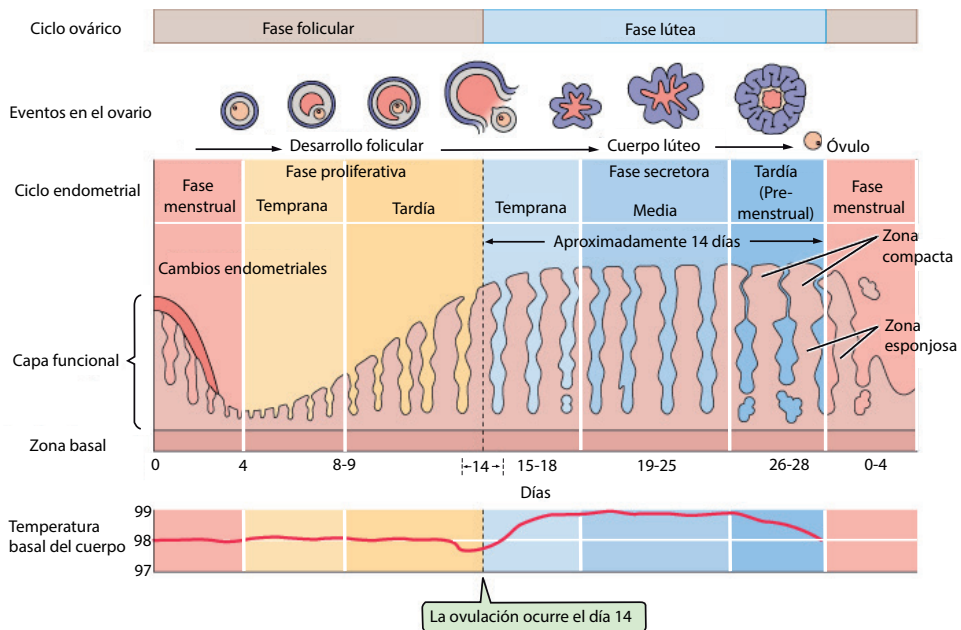 Ciclo ovárico
Fase folicular
Fase lútea
Eventos en el ovario
Desarrollo folicular
Cuerpo lúteo
Óvulo
Ciclo endometrial
Fase
menstrual
Fase proliferativa
Temprana
Tardía
Fase secretora
Temprana
Media
Tardía
(Pre-
menstrual)
Fase
menstrual
Aproximadamente 14 días
Zona
compacta
Cambios endometriales
Capa funcional
Zona
esponjosa
Zona basal
0
4
8-9
14
15-18
19-25
26-28
0-4
Días
Temperatura
basal del cuerpo
99
98
97
La ovulación ocurre el día 14